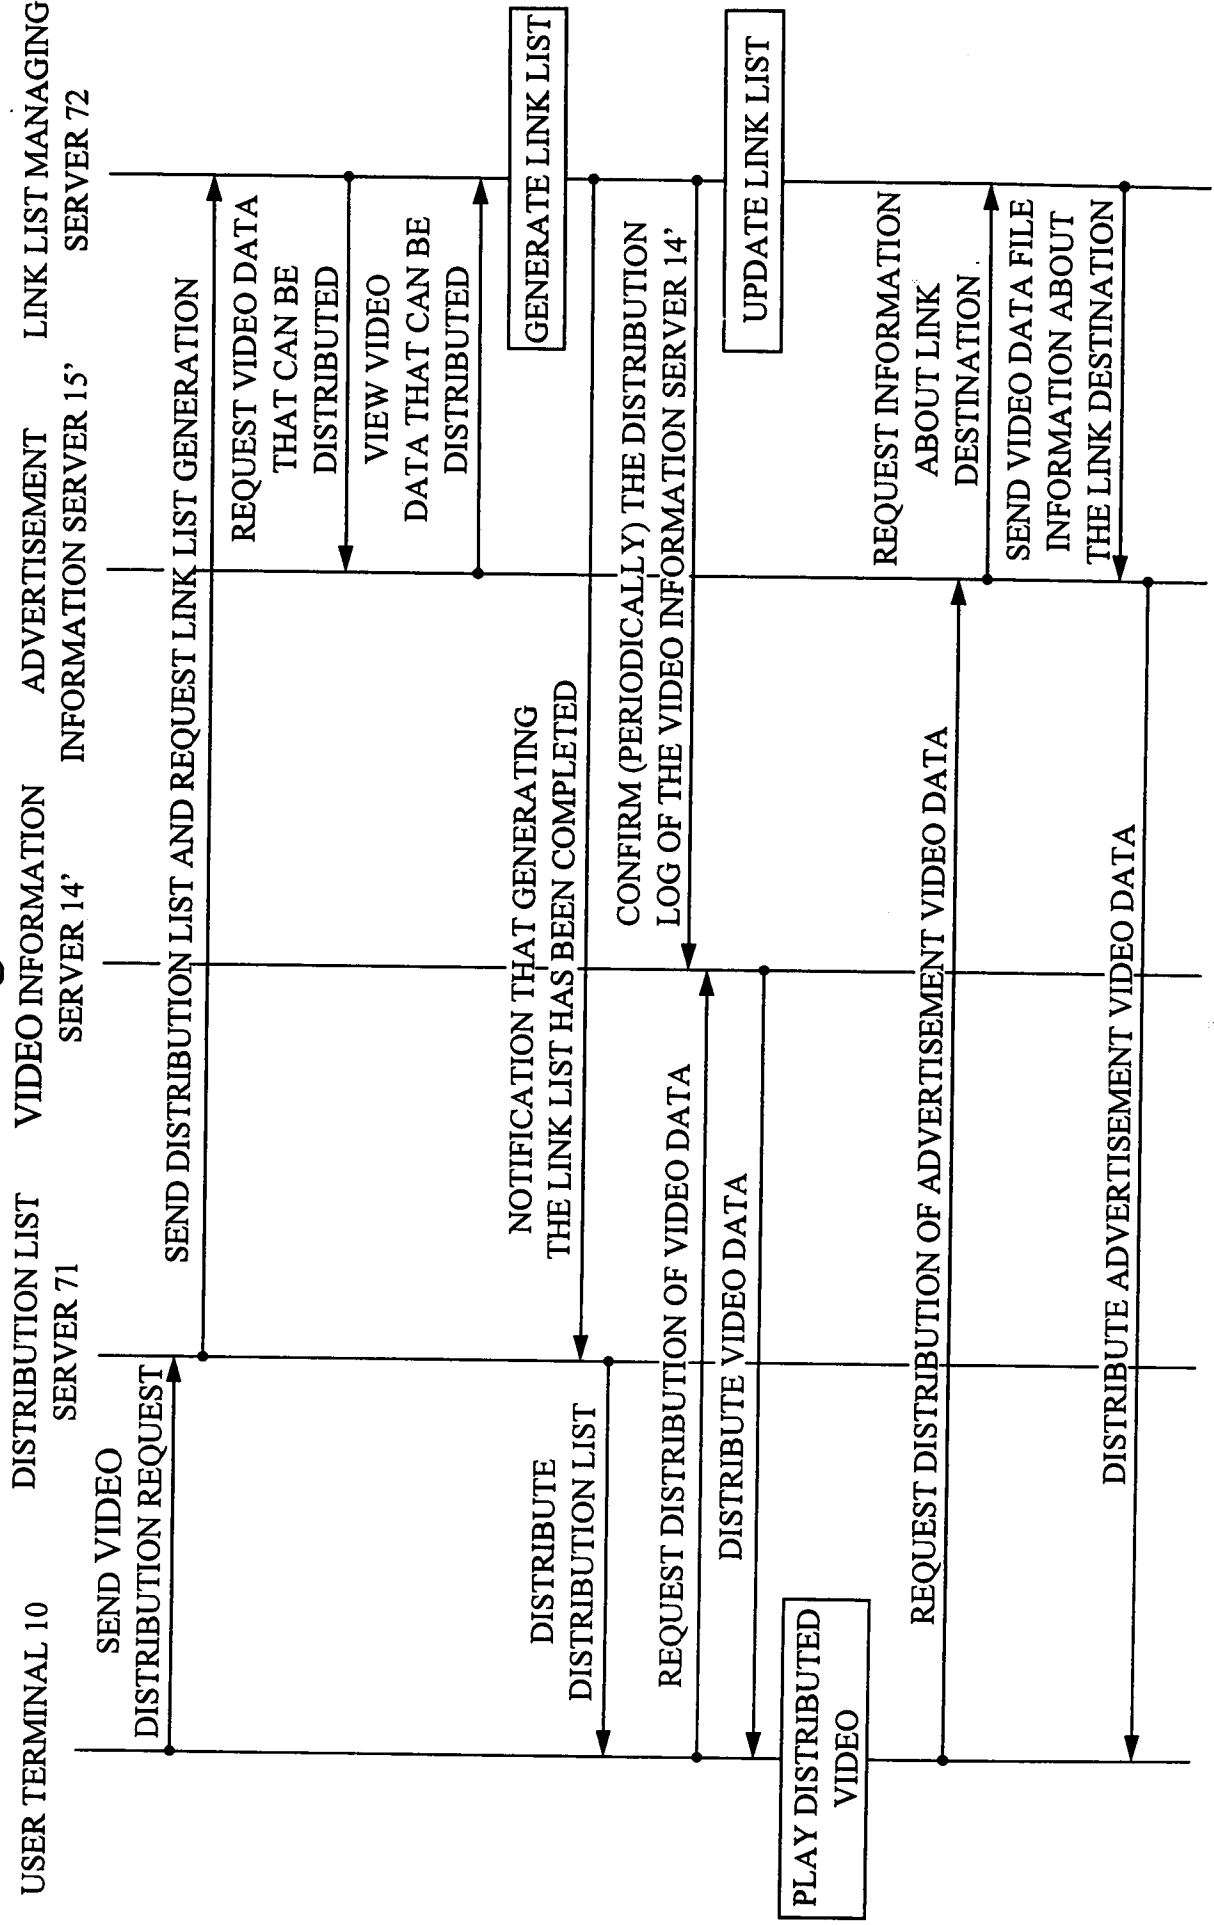 USER TERMINAL 10
DISTRIBUTION LIST
SERVER 71
VIDEO INFORMATION
SERVER 14’
ADVERTISEMENT
INFORMATION SERVER 15’
LINK LIST MANAGING
SERVER 72
SEND VIDEO
DISTRIBUTION REQUEST
SEND DISTRIBUTION LIST AND REQUEST LINK LIST GENERATION
REQUEST VIDEO DATA
THAT CAN BE
DISTRIBUTED
VIEW VIDEO
DATA THAT CAN BE
DISTRIBUTED
GENERATE LINK LIST
NOTIFICATION THAT GENERATING
THE LINK LIST HAS BEEN COMPLETED
DISTRIBUTE
DISTRIBUTION LIST
CONFIRM (PERIODICALLY) THE DISTRIBUTION
LOG OF THE VIDEO INFORMATION SERVER 14’
REQUEST DISTRIBUTION OF VIDEO DATA
DISTRIBUTE VIDEO DATA
UPDATE LINK LIST
PLAY DISTRIBUTED
VIDEO
REQUEST DISTRIBUTION OF ADVERTISEMENT VIDEO DATA
REQUEST INFORMATION
ABOUT LINK
DESTINATION
SEND VIDEO DATA FILE
INFORMATION ABOUT
THE LINK DESTINATION
DISTRIBUTE ADVERTISEMENT VIDEO DATA